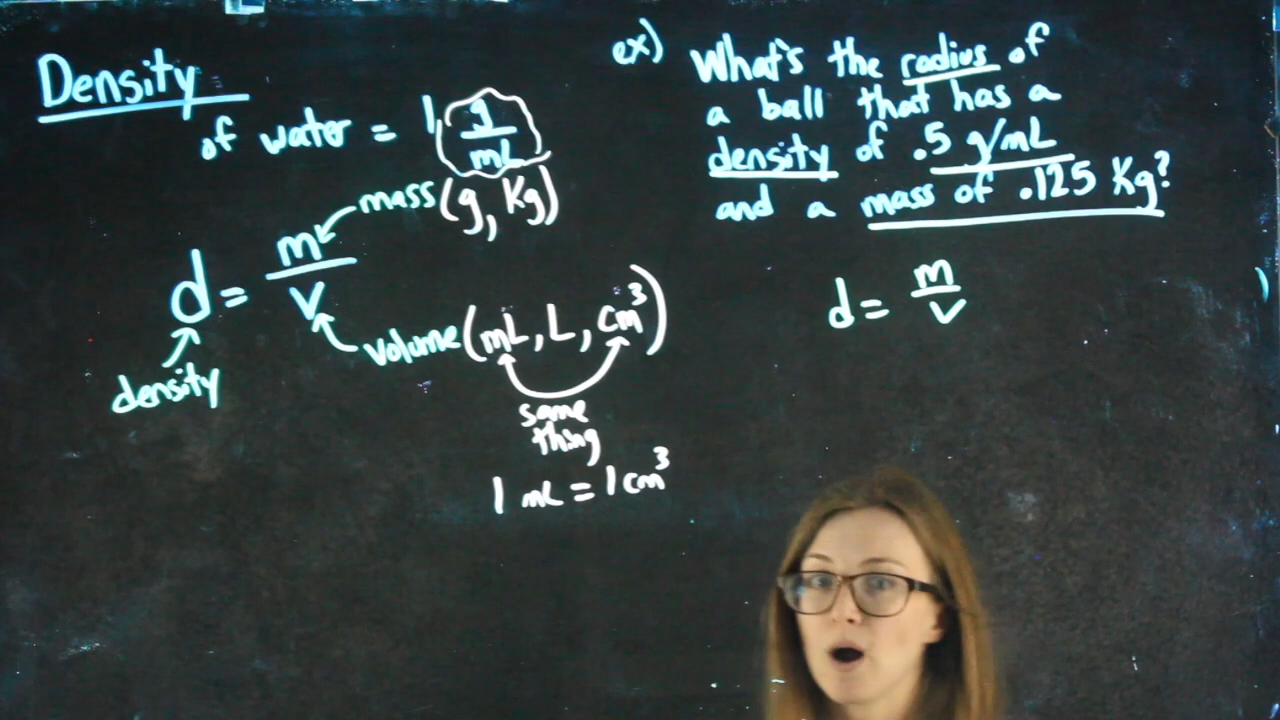 Density
of water = 1 g/mL
mass (g, Kg)
d = m/v
density
volume (mL, L, cm³)
same
thing
1 mL = 1 cm³
ex) What's the radius of
a ball that has a
density of .5 g/mL
and a mass of .125 Kg?
d = m/v